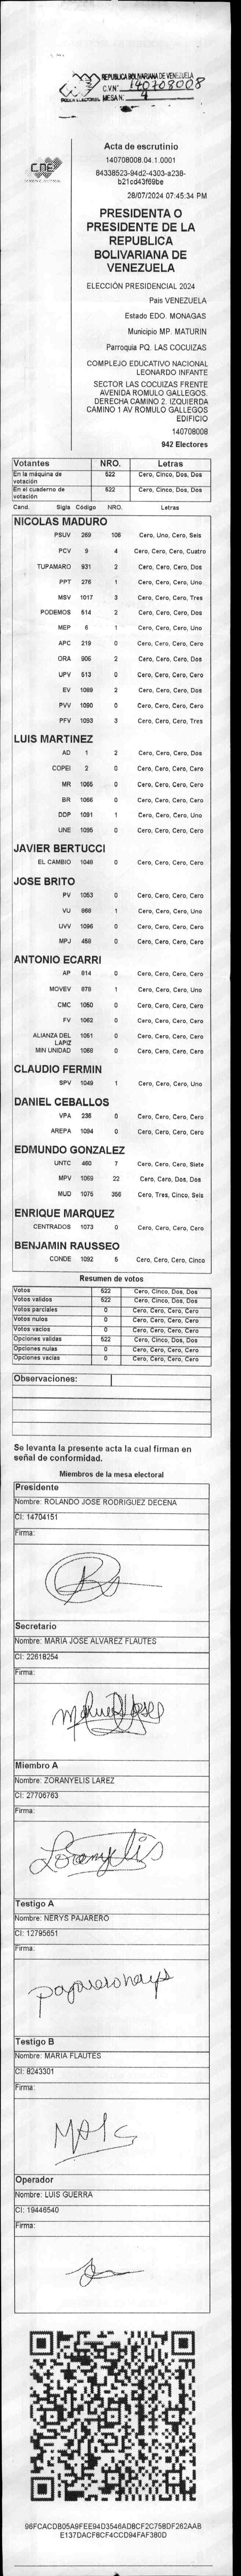 REPUBLICA BOLIVARIANA DE VENEZUELA
C.V.N°: 140708008
MESA N: 4
CNE
Acta de escrutinio
140708008.04.1.0001
84338523-94d2-4303-a238-
b21cd43f69be
28/07/2024 07:45:34 PM
PRESIDENTA O
PRESIDENTE DE LA
REPUBLICA
BOLIVARIANA DE
VENEZUELA
ELECCIÓN PRESIDENCIAL 2024
Pais VENEZUELA
Estado EDO. MONAGAS
Municipio MP. MATURIN
Parroquia PQ. LAS COCUIZAS
COMPLEJO EDUCATIVO NACIONAL
LEONARDO INFANTE
SECTOR LAS COCUIZAS FRENTE
AVENIDA ROMULO GALLEGOS.
DERECHA CAMINO 2. IZQUIERDA
CAMINO 1 AV ROMULO GALLEGOS
EDIFICIO
140708008
942 Electores
Votantes NRO. Letras
En la máquina de votación 522 Cero, Cinco, Dos, Dos
En el cuaderno de votación 522 Cero, Cinco, Dos, Dos
Cand. Sigla Código NRO. Letras
NICOLAS MADURO
PSUV 269 106 Cero, Uno, Cero, Seis
PCV 9 4 Cero, Cero, Cero, Cuatro
TUPAMARO 931 2 Cero, Cero, Cero, Dos
PPT 276 1 Cero, Cero, Cero, Uno
MSV 1017 3 Cero, Cero, Cero, Tres
PODEMOS 514 2 Cero, Cero, Cero, Dos
MEP 6 1 Cero, Cero, Cero, Uno
APC 219 0 Cero, Cero, Cero, Cero
ORA 906 2 Cero, Cero, Cero, Dos
UPV 513 0 Cero, Cero, Cero, Cero
EV 1089 2 Cero, Cero, Cero, Dos
PVV 1090 0 Cero, Cero, Cero, Cero
PFV 1093 3 Cero, Cero, Cero, Tres
LUIS MARTINEZ
AD 1 2 Cero, Cero, Cero, Dos
COPEI 2 0 Cero, Cero, Cero, Cero
MR 1065 0 Cero, Cero, Cero, Cero
BR 1066 0 Cero, Cero, Cero, Cero
DDP 1091 1 Cero, Cero, Cero, Uno
UNE 1095 0 Cero, Cero, Cero, Cero
JAVIER BERTUCCI
EL CAMBIO 1048 0 Cero, Cero, Cero, Cero
JOSE BRITO
PV 1053 0 Cero, Cero, Cero, Cero
VU 868 1 Cero, Cero, Cero, Uno
UVV 1096 0 Cero, Cero, Cero, Cero
MPJ 458 0 Cero, Cero, Cero, Cero
ANTONIO ECARRI
AP 814 0 Cero, Cero, Cero, Cero
MOVEV 878 1 Cero, Cero, Cero, Uno
CMC 1050 0 Cero, Cero, Cero, Cero
FV 1062 0 Cero, Cero, Cero, Cero
ALIANZA DEL LAPIZ 1051 0 Cero, Cero, Cero, Cero
MIN UNIDAD 1068 0 Cero, Cero, Cero, Cero
CLAUDIO FERMIN
SPV 1049 1 Cero, Cero, Cero, Uno
DANIEL CEBALLOS
VPA 236 0 Cero, Cero, Cero, Cero
AREPA 1094 0 Cero, Cero, Cero, Cero
EDMUNDO GONZALEZ
UNTC 460 7 Cero, Cero, Cero, Siete
MPV 1069 22 Cero, Cero, Dos, Dos
MUD 1075 356 Cero, Tres, Cinco, Seis
ENRIQUE MARQUEZ
CENTRADOS 1073 0 Cero, Cero, Cero, Cero
BENJAMIN RAUSSEO
CONDE 1092 5 Cero, Cero, Cero, Cinco
Resumen de votos
Votos 522 Cero, Cinco, Dos, Dos
Votos validos 522 Cero, Cinco, Dos, Dos
Votos parciales 0 Cero, Cero, Cero, Cero
Votos nulos 0 Cero, Cero, Cero, Cero
Votos vacios 0 Cero, Cero, Cero, Cero
Opciones validas 522 Cero, Cinco, Dos, Dos
Opciones nulas 0 Cero, Cero, Cero, Cero
Opciones vacias 0 Cero, Cero, Cero, Cero
Observaciones:
Se levanta la presente acta la cual firman en
señal de conformidad.
Miembros de la mesa electoral
Presidente
Nombre: ROLANDO JOSE RODRIGUEZ DECENA
CI: 14704151
Firma:
Secretario
Nombre: MARIA JOSE ALVAREZ FLAUTES
CI: 22618254
Firma:
Miembro A
Nombre: ZORANYELIS LAREZ
CI: 27706763
Firma:
Testigo A
Nombre: NERYS PAJARERO
CI: 12795651
Firma:
pajarero nerys
Testigo B
Nombre: MARIA FLAUTES
CI: 8243301
Firma:
Operador
Nombre: LUIS GUERRA
CI: 19446540
Firma:
96FCACDB05A9FEE94D3546AD8CF2C758DF262AAB
E137DACF8CF4CCD94FAF380D